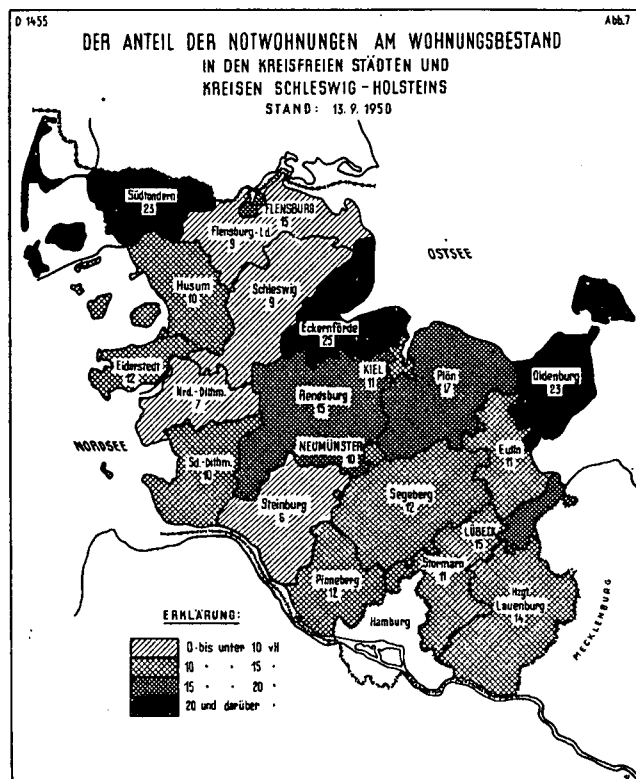 D 1455
Abb.7
DER ANTEIL DER NOTWOHNUNGEN AM WOHNUNGSBESTAND
IN DEN KREISFREIEN STÄDTEN UND
KREISEN SCHLESWIG-HOLSTEINS
STAND: 13.9.1950
Südtondern
23
FLENSBURG
15
Flensburg-Ld.
9
OSTSEE
Husum
10
Schleswig
9
Eckernförde
25
Eiderstedt
12
KIEL
11
Plön
17
Oldenburg
23
Nrd.-dithm.
7
Rendsburg
15
NORDSEE
NEUMÜNSTER
10
Eutin
11
Sd.-dithm.
10
Segeberg
12
Steinburg
6
LÜBECK
15
Stormarn
11
Pinneberg
12
Hzgt.
Lauenburg
14
Hamburg
MECKLENBURG
ERKLÄRUNG:
0 bis unter 10 vH
10 " " 15 "
15 " " 20 "
20 und darüber "